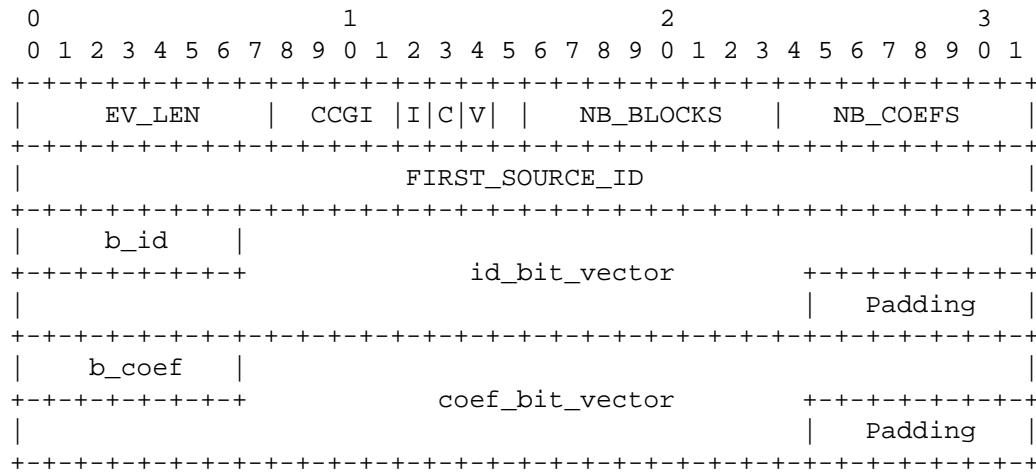 0                   1                   2                   3
0 1 2 3 4 5 6 7 8 9 0 1 2 3 4 5 6 7 8 9 0 1 2 3 4 5 6 7 8 9 0 1
+-+-+-+-+-+-+-+-+-+-+-+-+-+-+-+-+-+-+-+-+-+-+-+-+-+-+-+-+-+-+-+-+
|     EV_LEN    |  CCGI |I|C|V| |   NB_BLOCKS   |   NB_COEFS    |
+-+-+-+-+-+-+-+-+-+-+-+-+-+-+-+-+-+-+-+-+-+-+-+-+-+-+-+-+-+-+-+-+
|                        FIRST_SOURCE_ID                        |
+-+-+-+-+-+-+-+-+-+-+-+-+-+-+-+-+-+-+-+-+-+-+-+-+-+-+-+-+-+-+-+-+
|     b_id    |                                                 |
+-+-+-+-+-+-+-+              id_bit_vector        +-+-+-+-+-+-+-+
|                                                 |   Padding   |
+-+-+-+-+-+-+-+-+-+-+-+-+-+-+-+-+-+-+-+-+-+-+-+-+-+-+-+-+-+-+-+-+
|    b_coef   |                                                 |
+-+-+-+-+-+-+-+            coef_bit_vector        +-+-+-+-+-+-+-+
|                                                 |   Padding   |
+-+-+-+-+-+-+-+-+-+-+-+-+-+-+-+-+-+-+-+-+-+-+-+-+-+-+-+-+-+-+-+-+